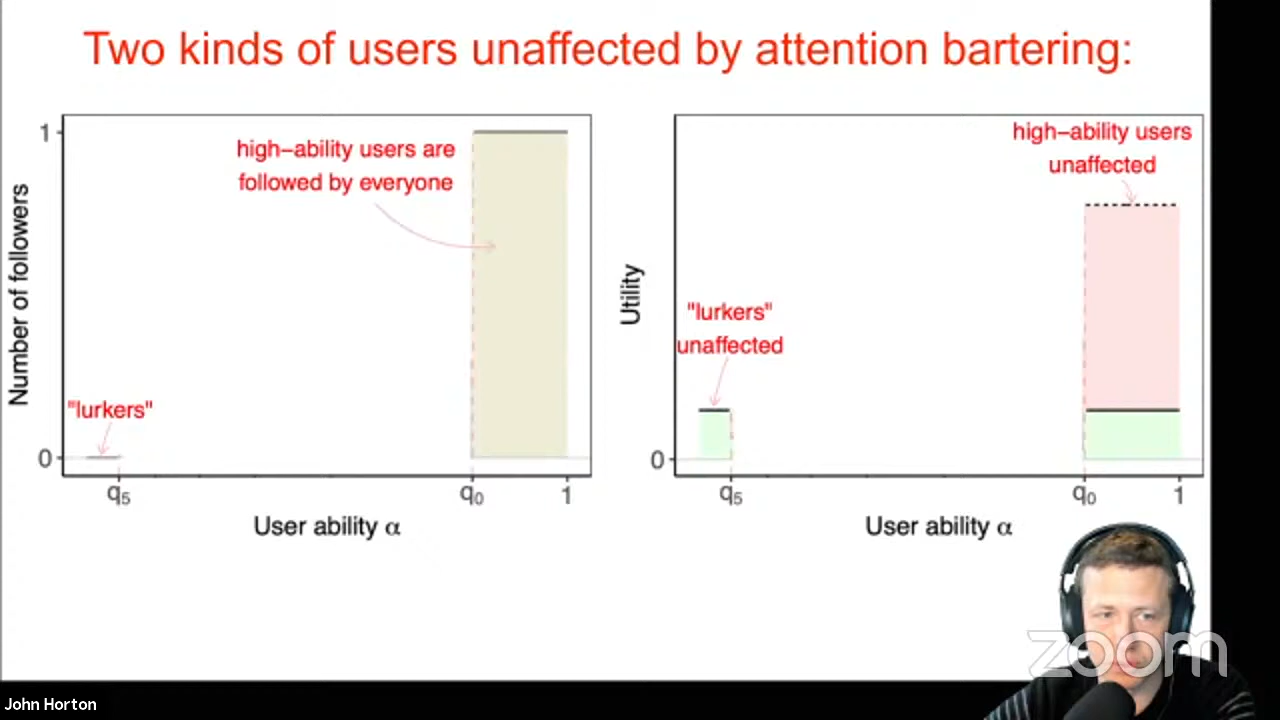 Two kinds of users unaffected by attention bartering:
Number of followers
1
0
high–ability users are
followed by everyone
"lurkers"
q5
q0
1
User ability α
Utility
0
high–ability users
unaffected
"lurkers"
unaffected
q5
q0
1
User ability α
zoom
John Horton